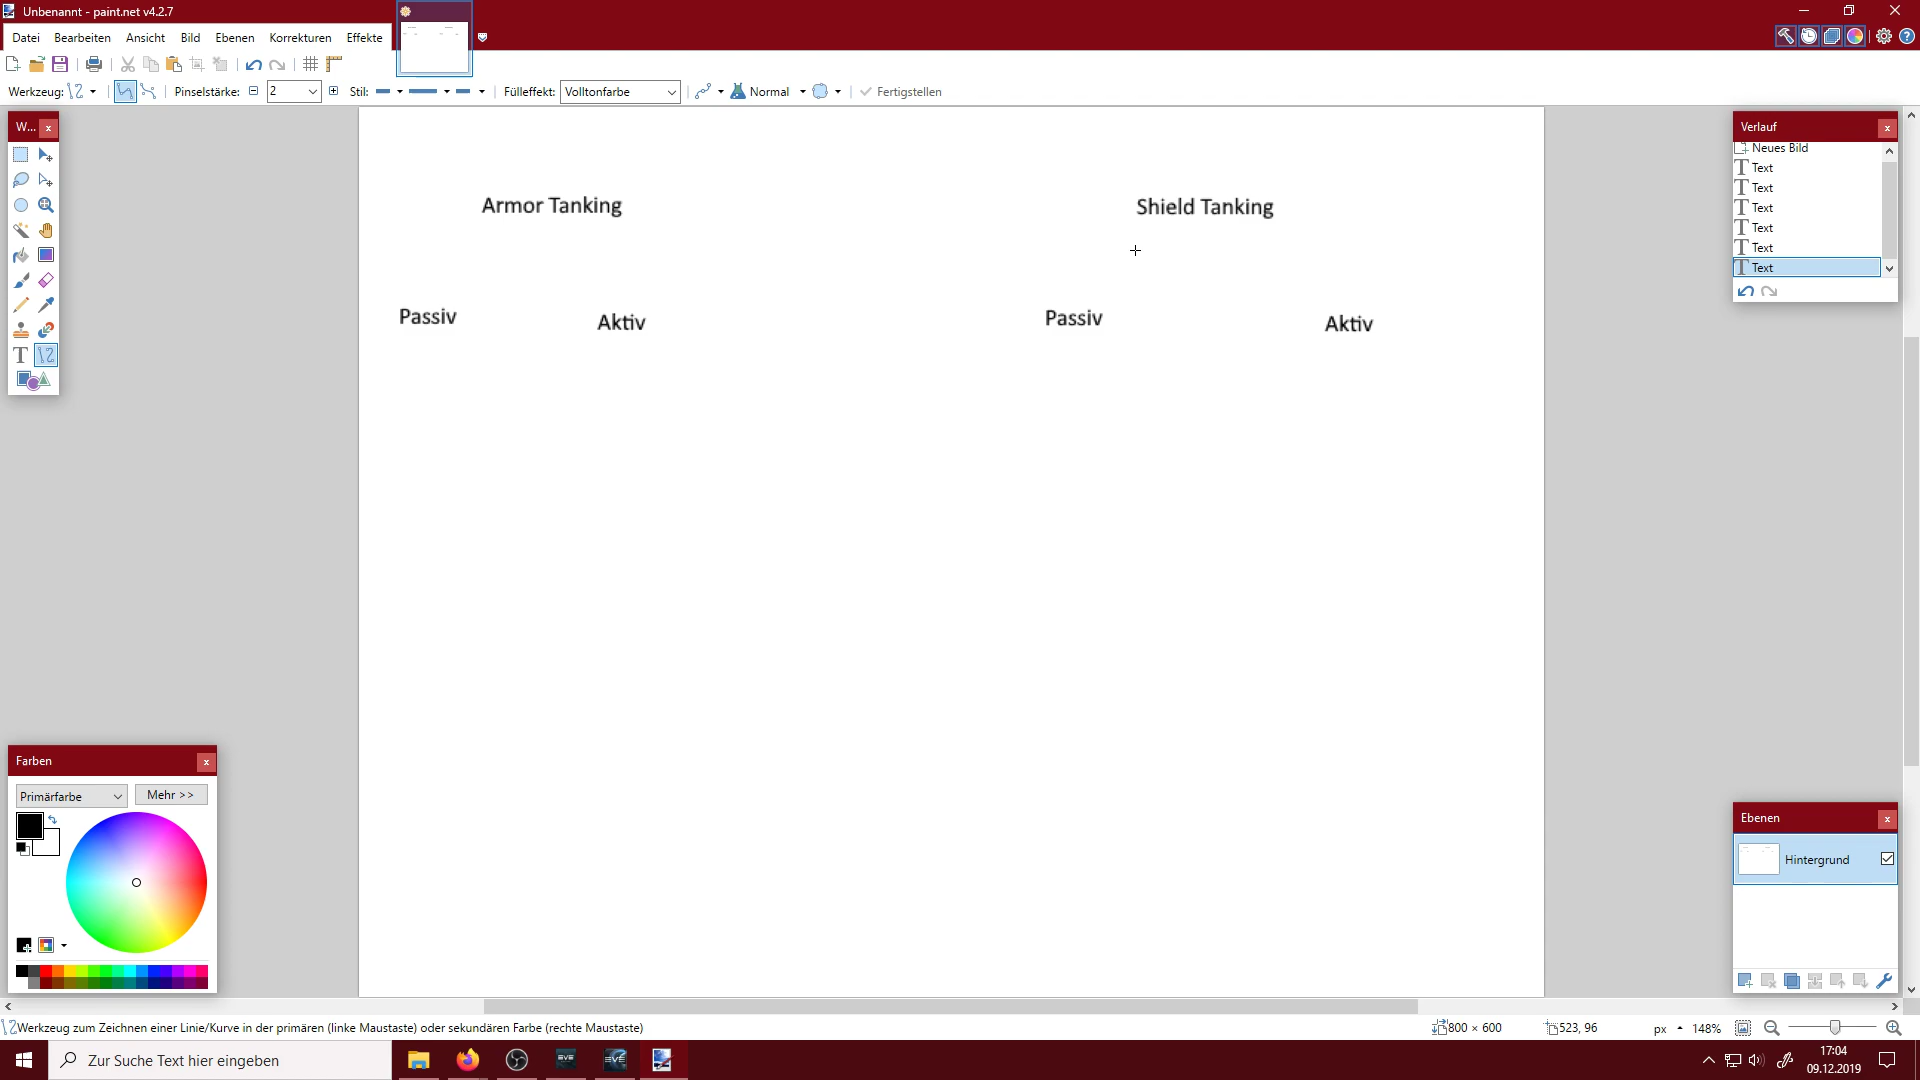 Unbenannt - paint.net v4.2.7
Datei Bearbeiten Ansicht Bild Ebenen Korrekturen Effekte
Werkzeug: Pinselstärke: 2 Stil: Fülleffekt: Volltonfarbe Normal Fertigstellen
W...
Verlauf
Neues Bild
Text
Text
Text
Text
Text
Text
Armor Tanking
Shield Tanking
Passiv
Aktiv
Passiv
Aktiv
Farben
Primärfarbe
Mehr >>
Ebenen
Hintergrund
Werkzeug zum Zeichnen einer Linie/Kurve in der primären (linke Maustaste) oder sekundären Farbe (rechte Maustaste)
800 × 600
523, 96
px
148%
Zur Suche Text hier eingeben
EVE
EVE
17:04
09.12.2019